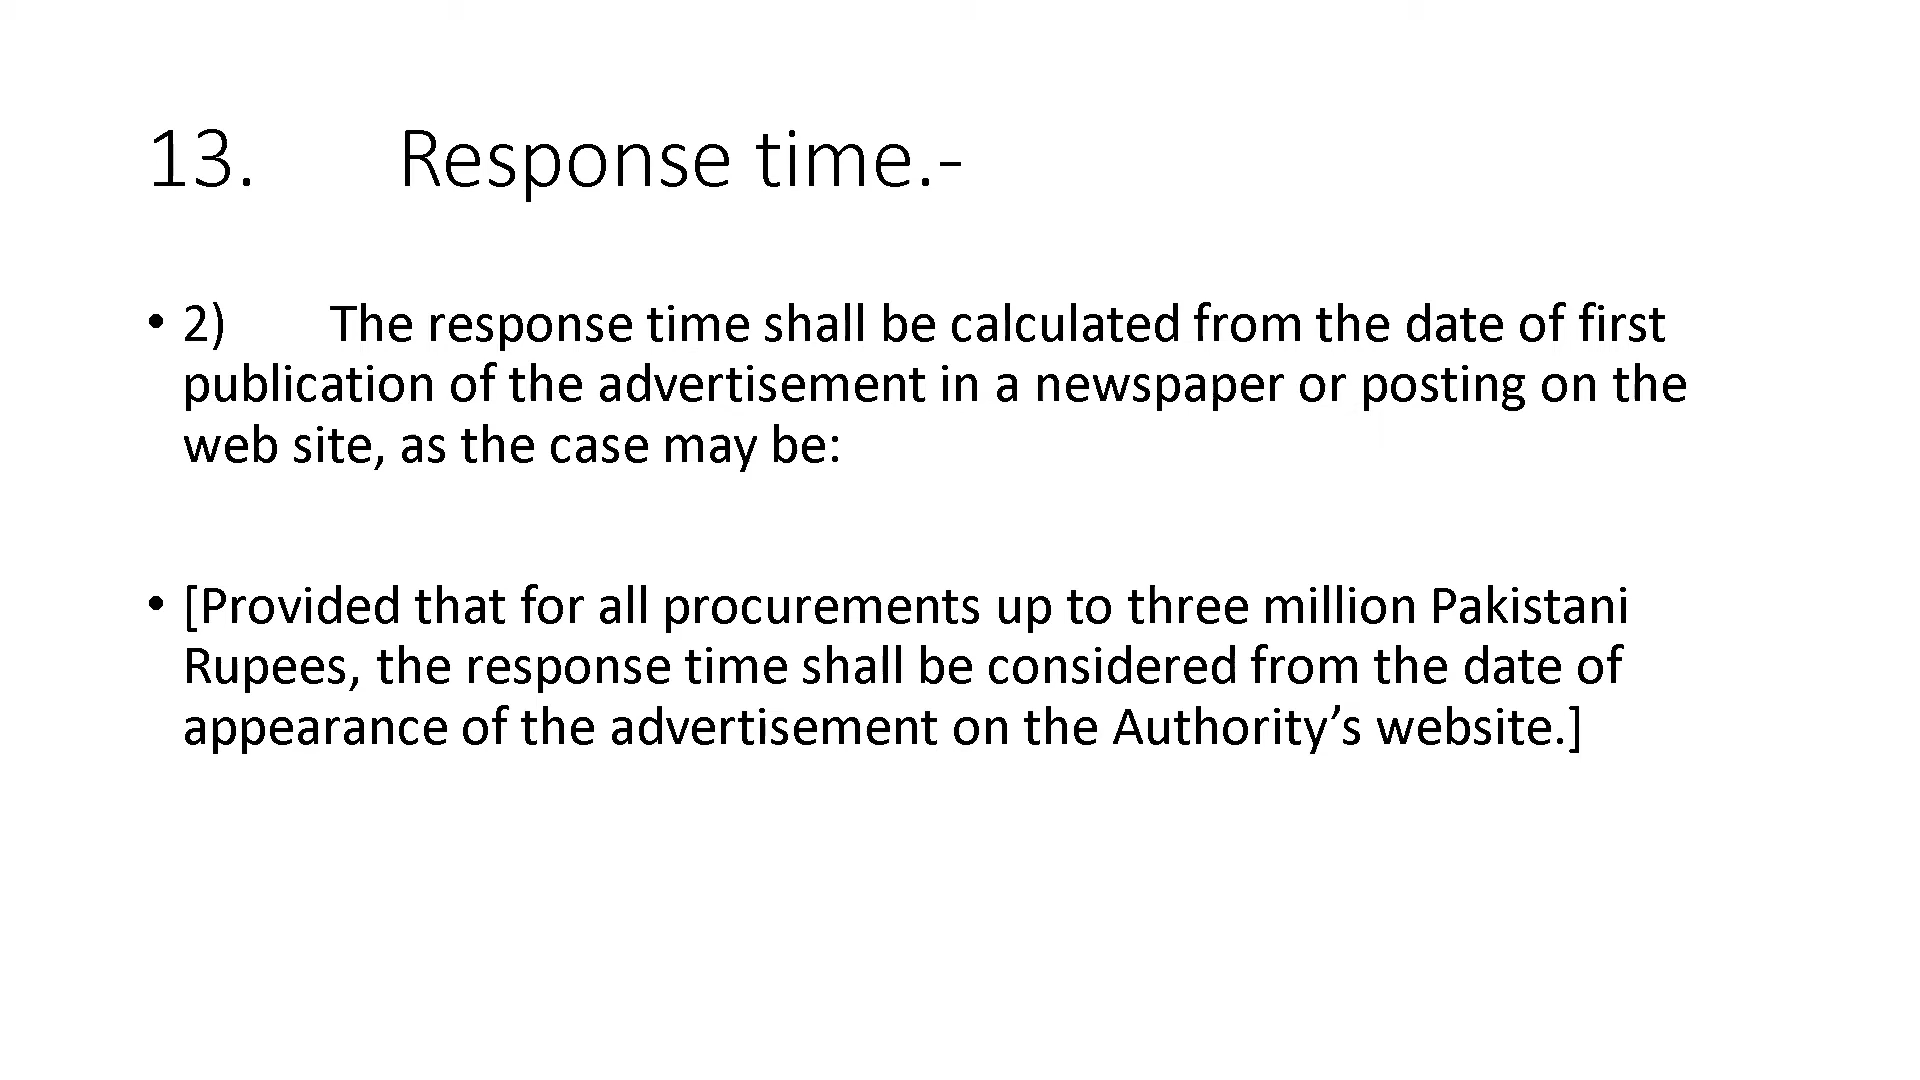 13. Response time.-
• 2) The response time shall be calculated from the date of first
publication of the advertisement in a newspaper or posting on the
web site, as the case may be:
• [Provided that for all procurements up to three million Pakistani
Rupees, the response time shall be considered from the date of
appearance of the advertisement on the Authority’s website.]